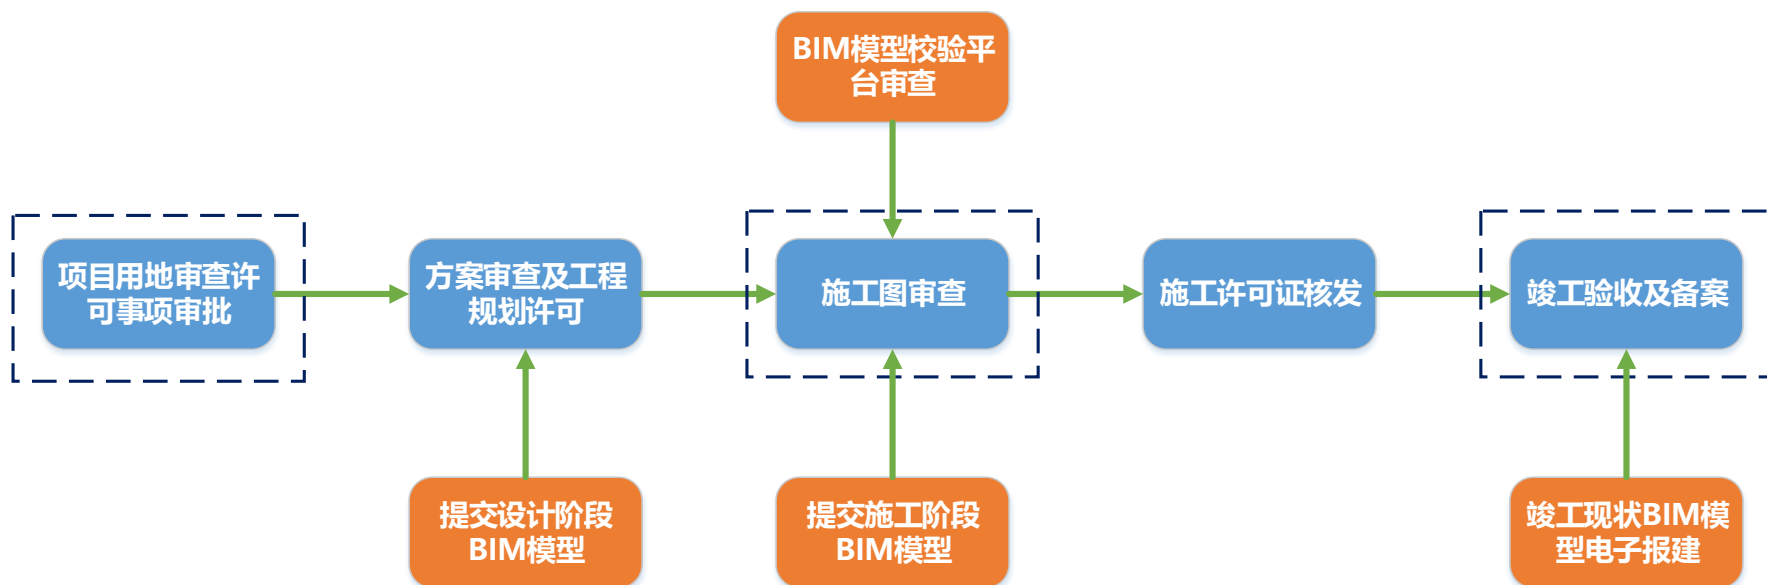 BIM模型校验平
台审查
项目用地审查许
可事项审批
方案审查及工程
规划许可
施工图审查
施工许可证核发
竣工验收及备案
提交设计阶段
BIM模型
提交施工阶段
BIM模型
竣工现状BIM模
型电子报建